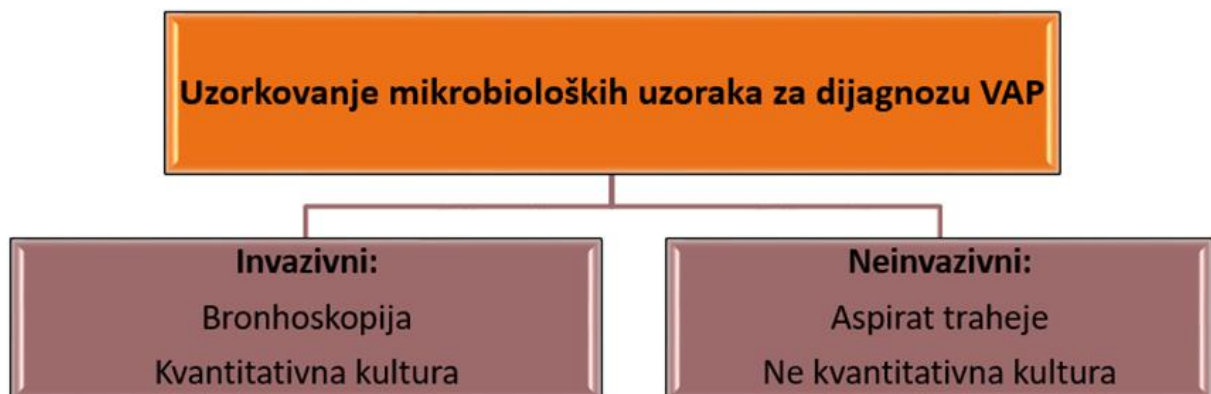 Uzorkovanje mikrobioloških uzoraka za dijagnozu VAP
Invazivni:
Bronhoskopija
Kvantitativna kultura
Neinvazivni:
Aspirat traheje
Ne kvantitativna kultura